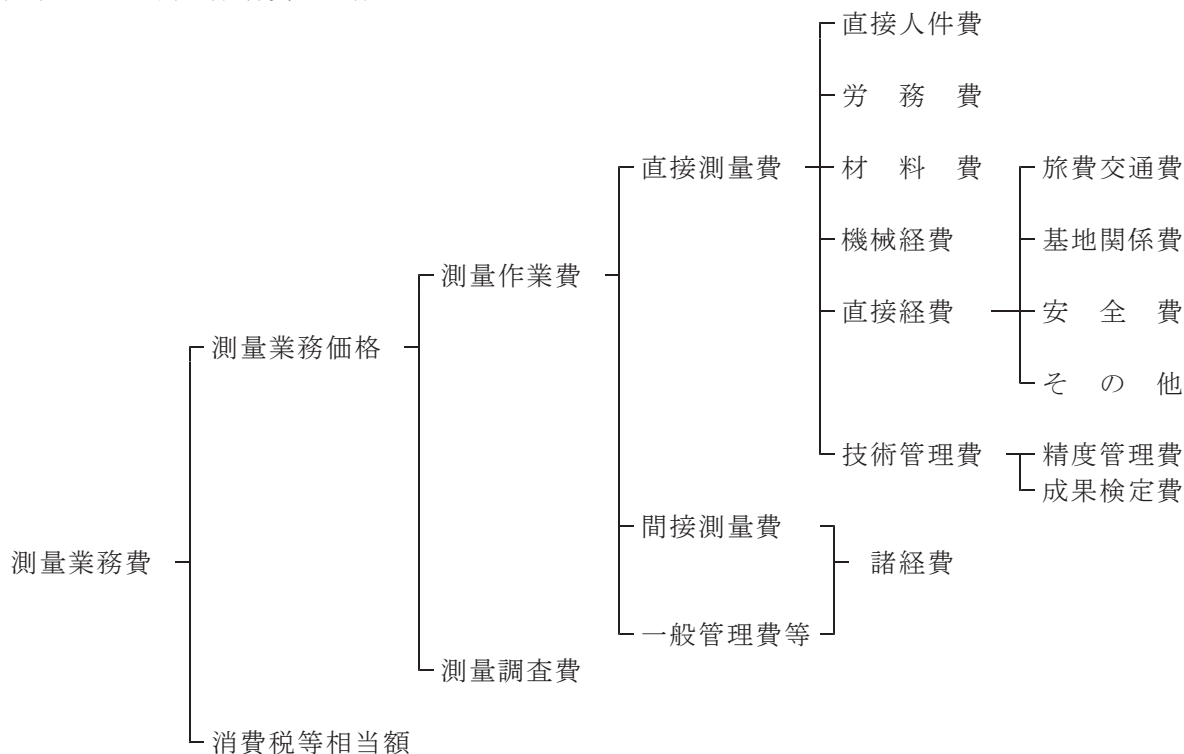 直接人件費
労 務 費
直接測量費
材 料 費
旅費交通費
機械経費
基地関係費
測量作業費
直接経費
安 全 費
測量業務価格
そ の 他
技術管理費
精度管理費
成果検定費
間接測量費
測量業務費
諸経費
一般管理費等
測量調査費
消費税等相当額